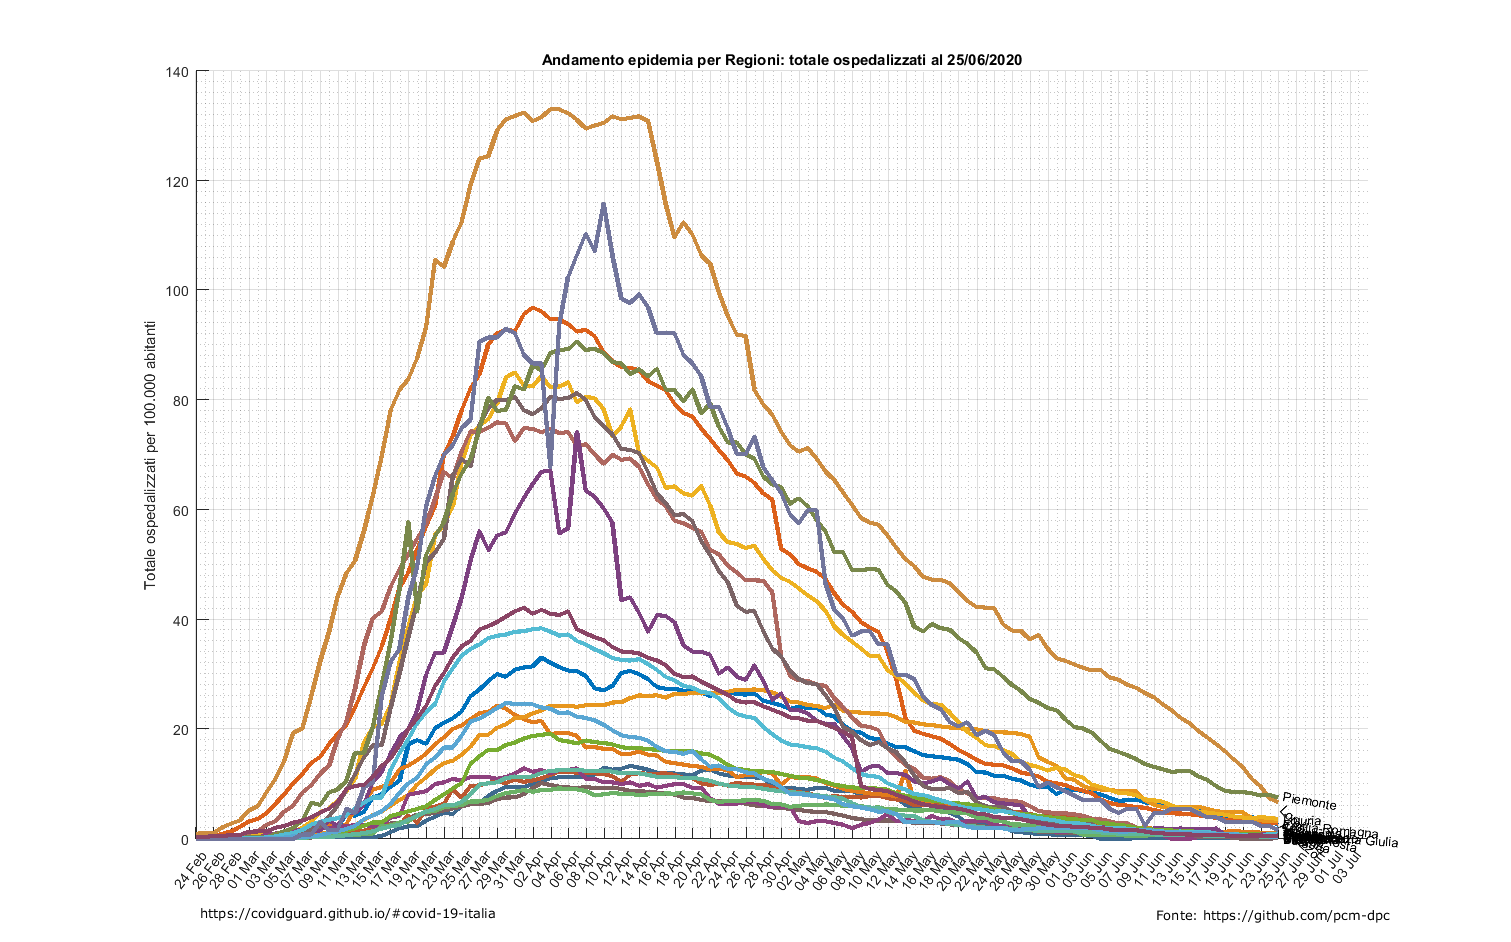 Andamento epidemia per Regioni: totale ospedalizzati al 25/06/2020
Totale ospedalizzati per 100.000 abitanti
140
120
100
80
60
40
20
0
24 Feb
26 Feb
28 Feb
01 Mar
03 Mar
05 Mar
07 Mar
09 Mar
11 Mar
13 Mar
15 Mar
17 Mar
19 Mar
21 Mar
23 Mar
25 Mar
27 Mar
29 Mar
31 Mar
02 Apr
04 Apr
06 Apr
08 Apr
10 Apr
12 Apr
14 Apr
16 Apr
18 Apr
20 Apr
22 Apr
24 Apr
26 Apr
28 Apr
30 Apr
02 May
04 May
06 May
08 May
10 May
12 May
14 May
16 May
18 May
20 May
22 May
24 May
26 May
28 May
30 May
01 Jun
03 Jun
05 Jun
07 Jun
09 Jun
11 Jun
13 Jun
15 Jun
17 Jun
19 Jun
21 Jun
23 Jun
25 Jun
27 Jun
29 Jun
01 Jul
03 Jul
Piemonte
Giulia
https://covidguard.github.io/#covid-19-italia
Fonte: https://github.com/pcm-dpc